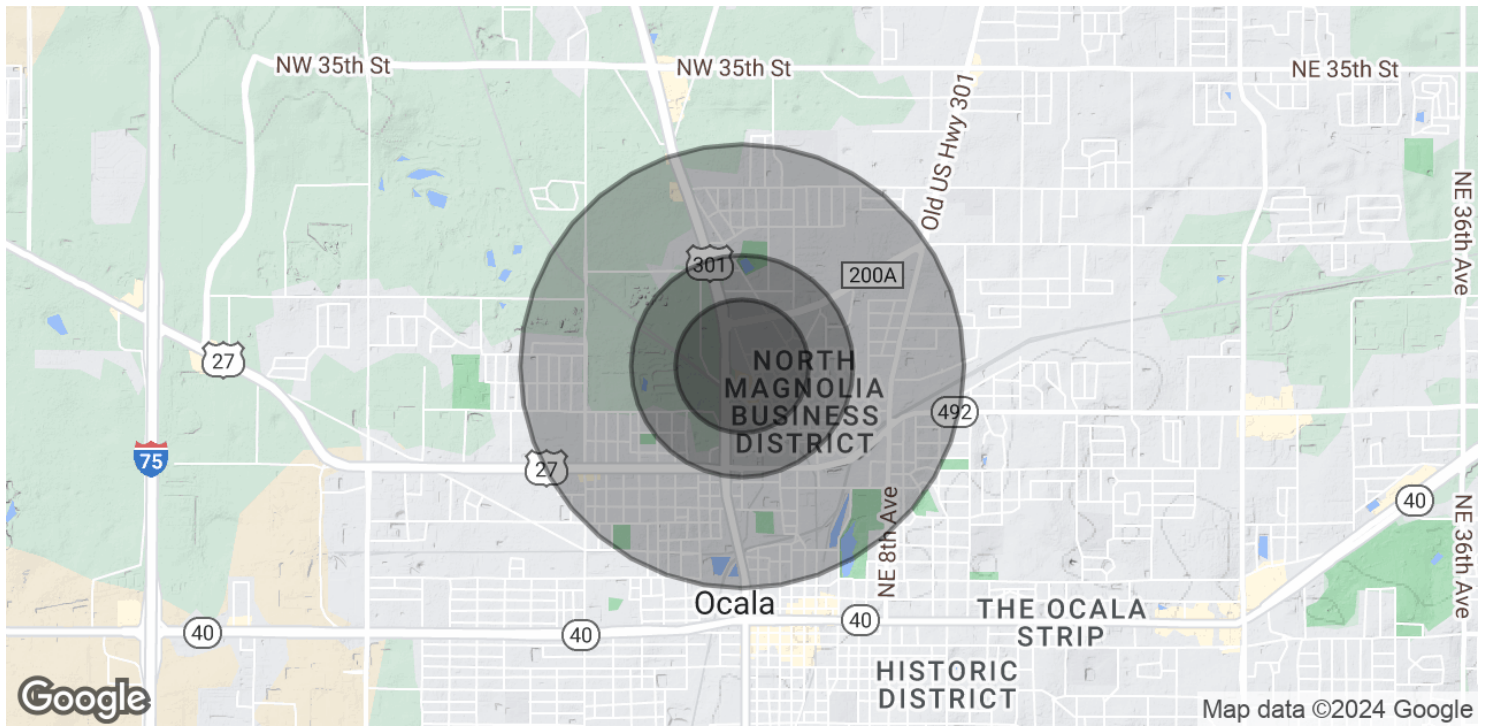 NW 35th St
NW 35th St
NE 35th St
Old US Hwy 301
NE 36th Ave
301
200A
27
NORTH
MAGNOLIA
BUSINESS
DISTRICT
492
75
27
40
NE 8th Ave
NE 36th Ave
Ocala
40
40
40
THE OCALA
STRIP
HISTORIC
DISTRICT
Google
Map data ©2024 Google